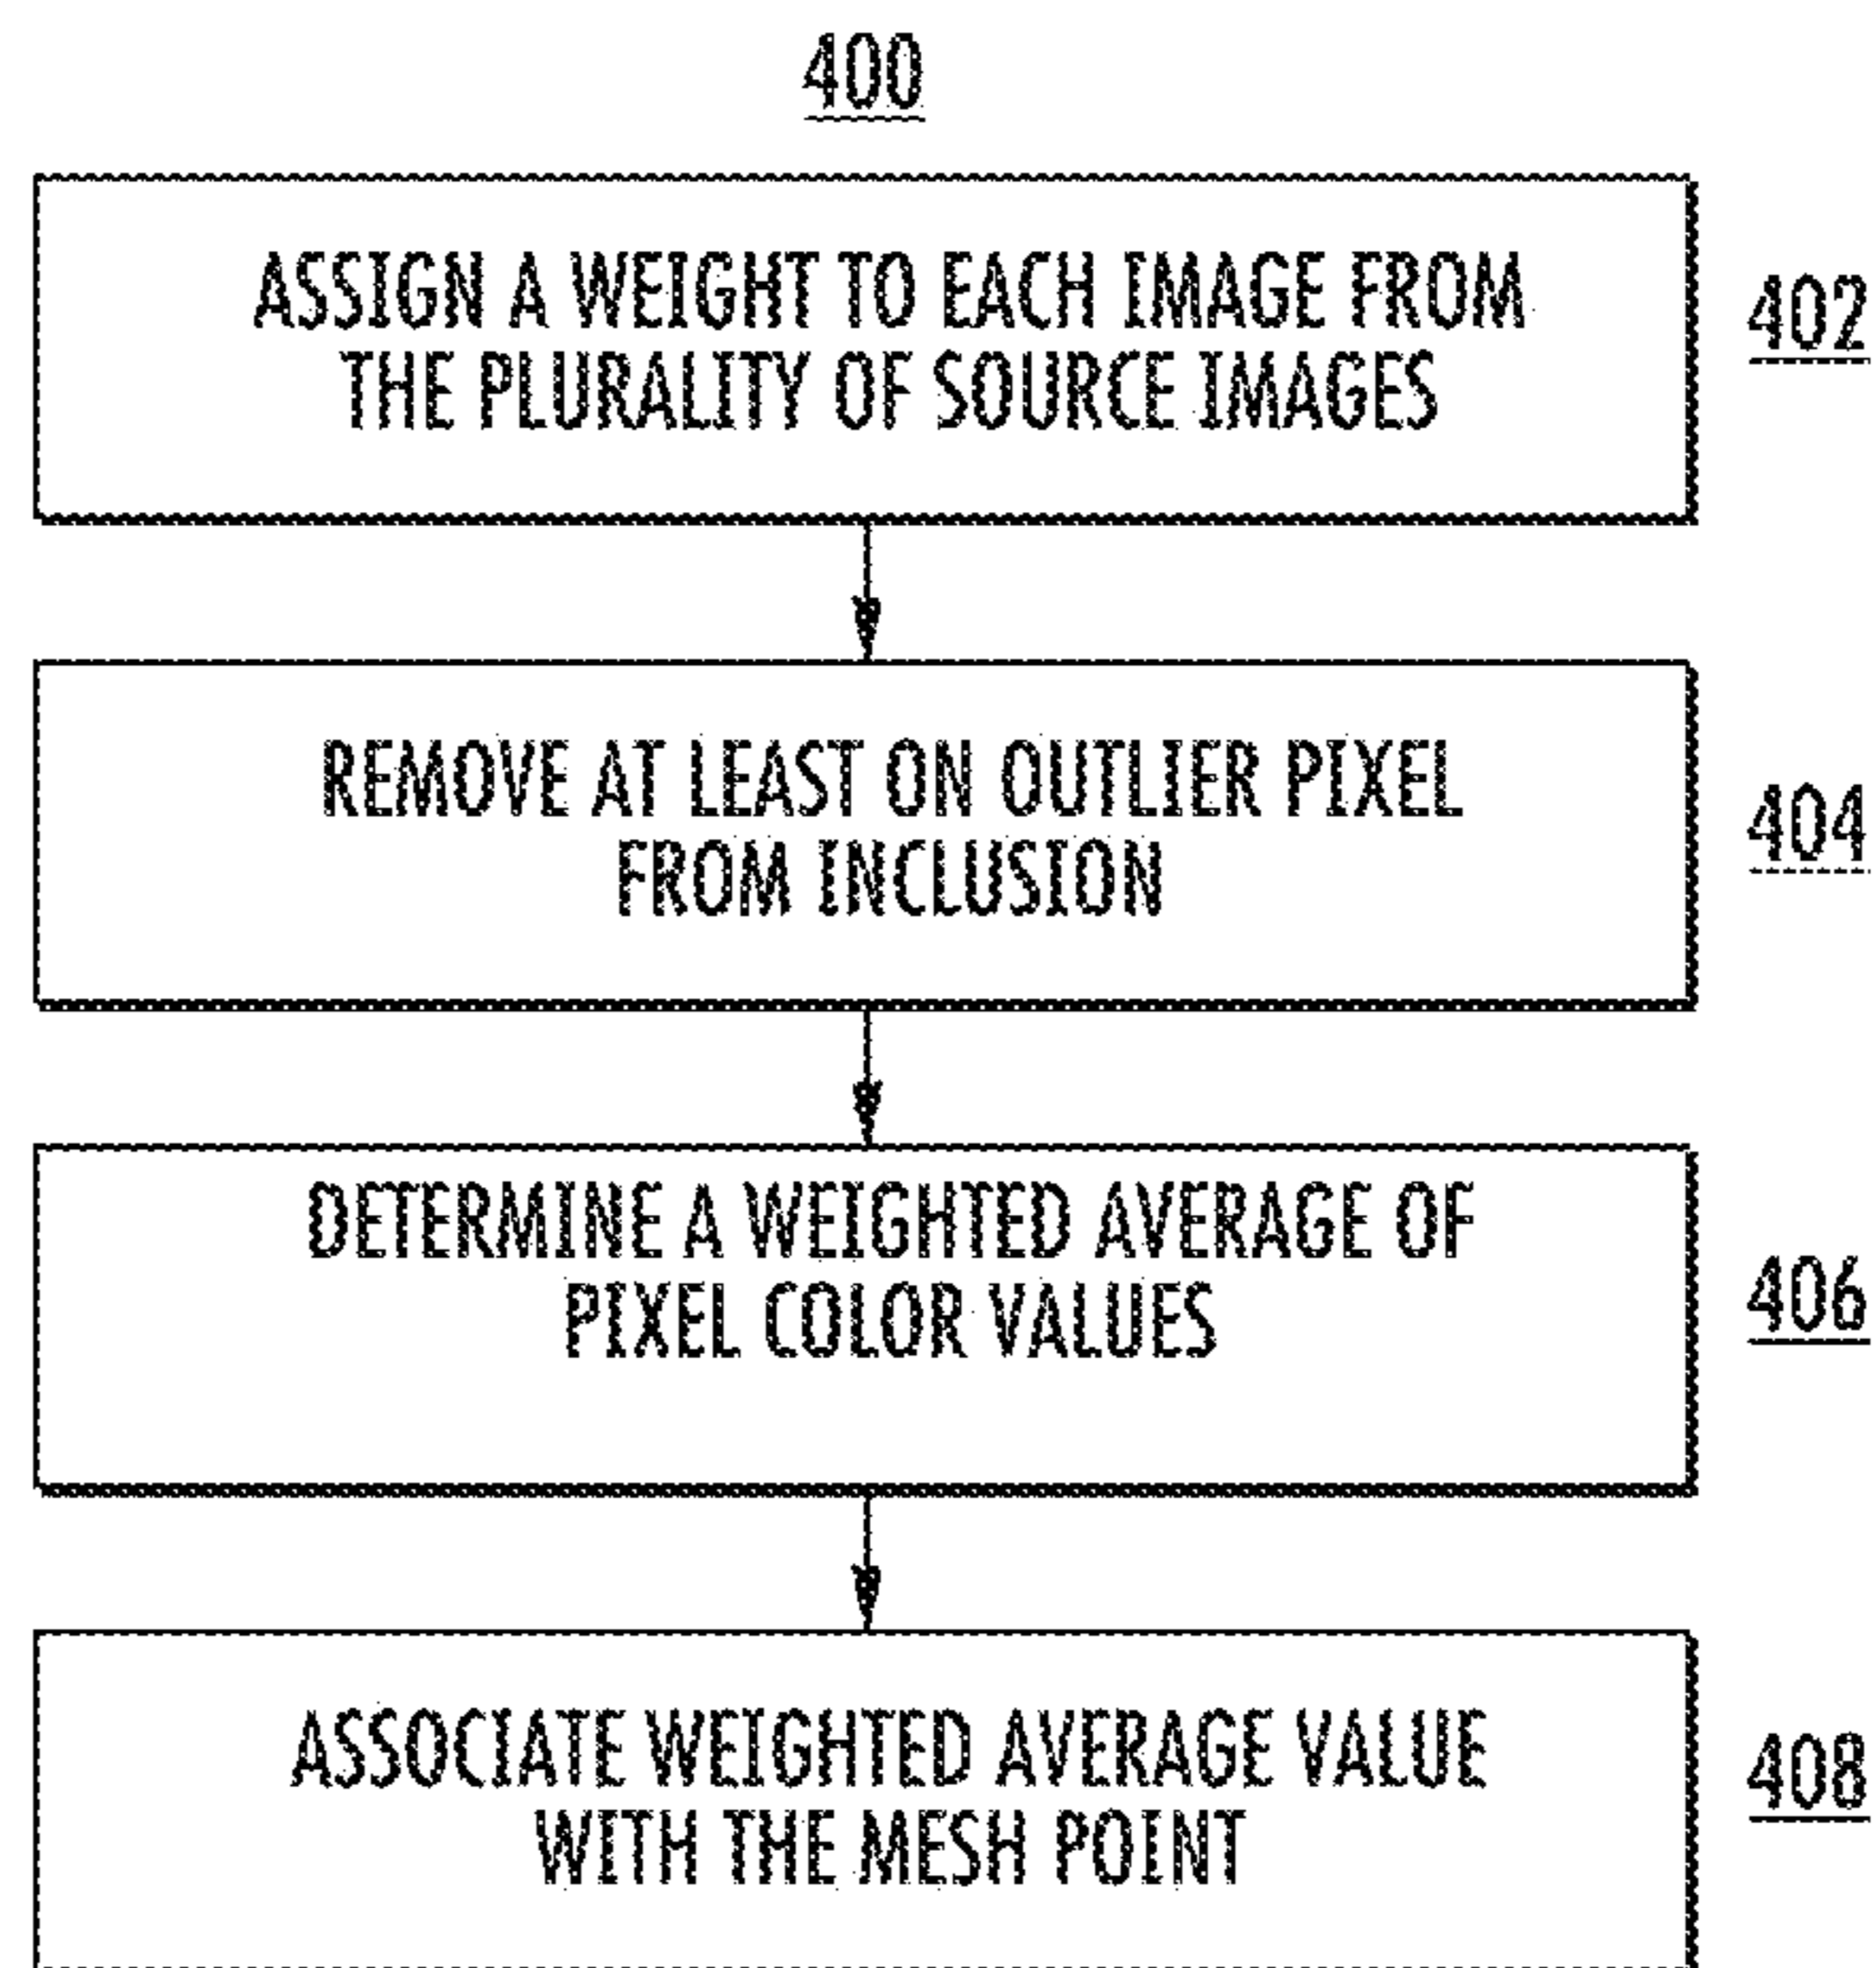 400
ASSIGN A WEIGHT TO EACH IMAGE FROM
THE PLURALITY OF SOURCE IMAGES
402
REMOVE AT LEAST ON OUTLIER PIXEL
FROM INCLUSION
404
DETERMINE A WEIGHTED AVERAGE OF
PIXEL COLOR VALUES
406
ASSOCIATE WEIGHTED AVERAGE VALUE
WITH THE MESH POINT
408